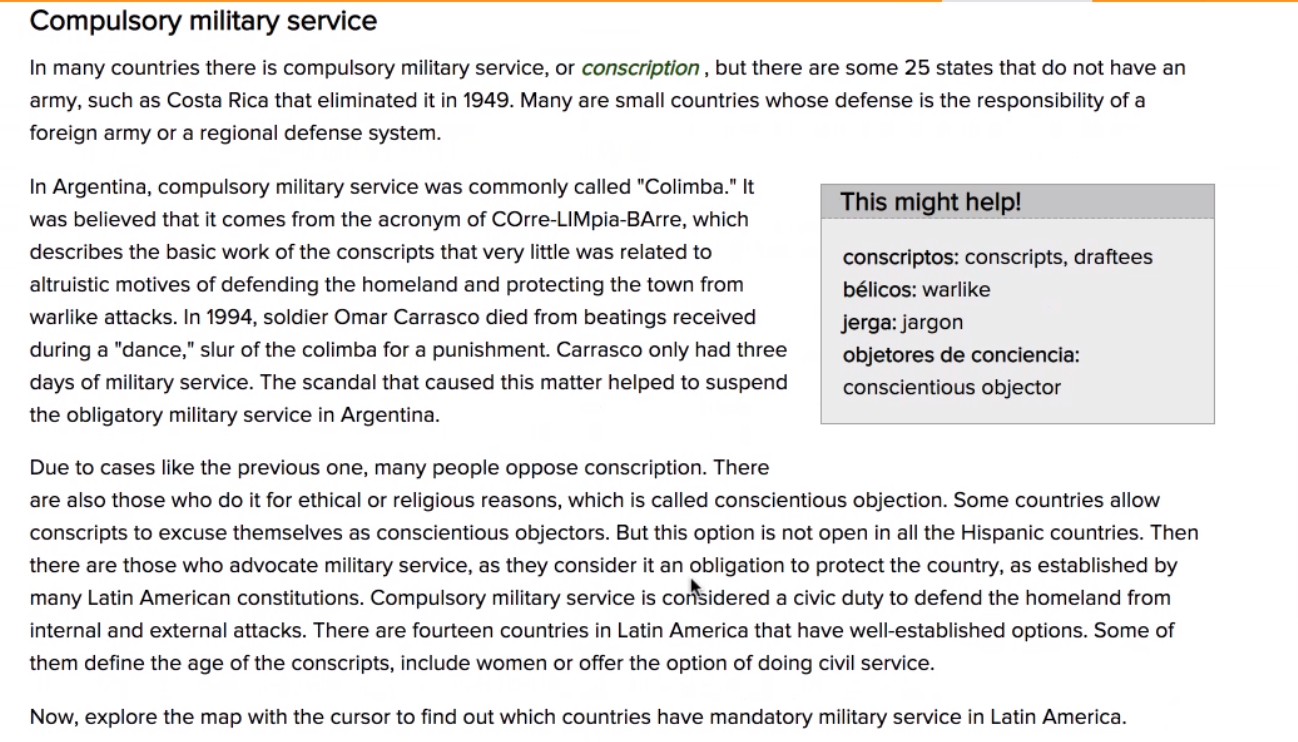 Compulsory military service
In many countries there is compulsory military service, or conscription , but there are some 25 states that do not have an
army, such as Costa Rica that eliminated it in 1949. Many are small countries whose defense is the responsibility of a
foreign army or a regional defense system.
In Argentina, compulsory military service was commonly called "Colimba." It
was believed that it comes from the acronym of COrre-LIMpia-BArre, which
describes the basic work of the conscripts that very little was related to
altruistic motives of defending the homeland and protecting the town from
warlike attacks. In 1994, soldier Omar Carrasco died from beatings received
during a "dance," slur of the colimba for a punishment. Carrasco only had three
days of military service. The scandal that caused this matter helped to suspend
the obligatory military service in Argentina.
This might help!
conscriptos: conscripts, draftees
bélicos: warlike
jerga: jargon
objetores de conciencia:
conscientious objector
Due to cases like the previous one, many people oppose conscription. There
are also those who do it for ethical or religious reasons, which is called conscientious objection. Some countries allow
conscripts to excuse themselves as conscientious objectors. But this option is not open in all the Hispanic countries. Then
there are those who advocate military service, as they consider it an obligation to protect the country, as established by
many Latin American constitutions. Compulsory military service is considered a civic duty to defend the homeland from
internal and external attacks. There are fourteen countries in Latin America that have well-established options. Some of
them define the age of the conscripts, include women or offer the option of doing civil service.
Now, explore the map with the cursor to find out which countries have mandatory military service in Latin America.